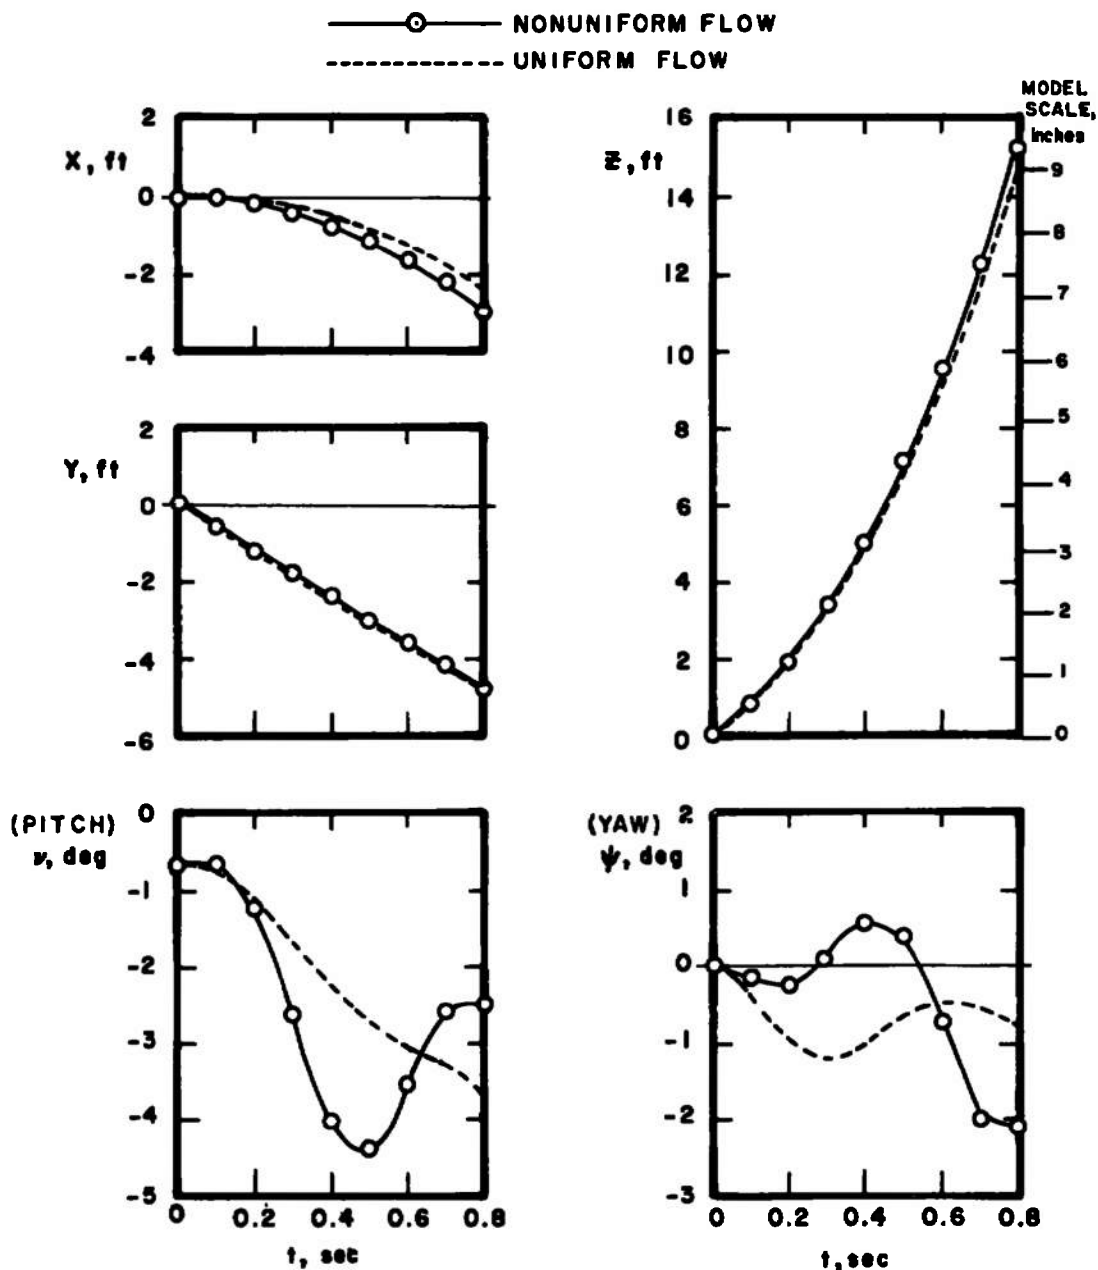 NONUNIFORM FLOW
UNIFORM FLOW
2
X, ft
0
-2
-4
2
Y, ft
0
-2
-4
-6
MODEL
SCALE,
inches
16
Z, ft
14
12
10
8
6
4
2
0
9
8
7
6
5
4
3
2
1
0
0
(PITCH)
ν, deg
-1
-2
-3
-4
-5
0 0.2 0.4 0.6 0.8
t, sec
2
(YAW)
ψ, deg
1
0
-1
-2
-3
0 0.2 0.4 0.6 0.8
t, sec